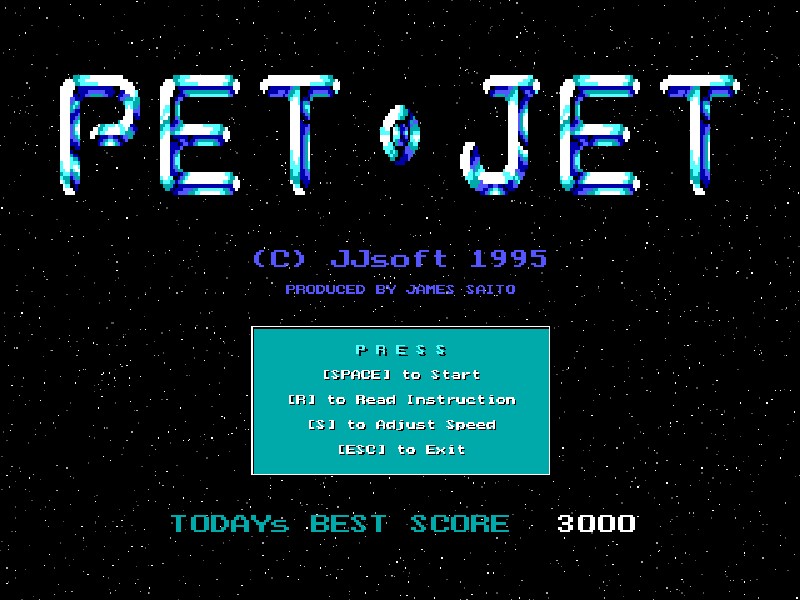 PET JET
(C) JJsoft 1995
PRODUCED BY JAMES SAITO
PRESS
[SPACE] to Start
[R] to Read Instruction
[S] to Adjust Speed
[ESC] to Exit
TODAYs BEST SCORE 3000